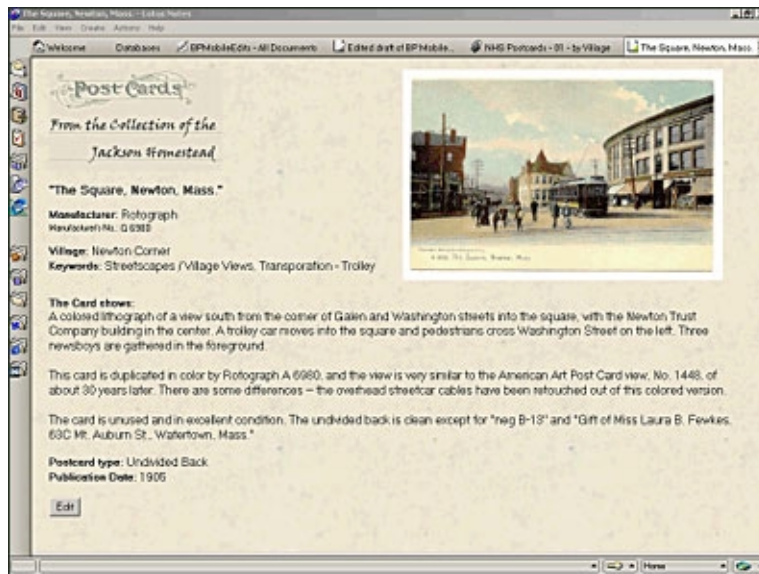 The Square, Newton, Mass. - Lotus Notes
File Edit View Create Actions Help
Welcome Databases BPMobileEdits - All Documents Edited draft of BP Mobile... NHS Postcards - 01 - by Village The Square, Newton, Mass.
Post Cards
From the Collection of the
Jackson Homestead
"The Square, Newton, Mass."
Manufacturer: Rotograph
Manufacturer's No.: G 6980
Village: Newton Corner
Keywords: Streetscapes / Village Views, Transporation - Trolley
The Card shows:
A colored lithograph of a view south from the corner of Galen and Washington streets into the square, with the Newton Trust
Company building in the center. A trolley car moves into the square and pedestrians cross Washington Street on the left. Three
newsboys are gathered in the foreground.
This card is duplicated in color by Rotograph A 6980, and the view is very similar to the American Art Post Card view, No. 1448, of
about 30 years later. There are some differences – the overhead streetcar cables have been retouched out of this colored version.
The card is unused and in excellent condition. The undivided back is clean except for "neg B-13" and "Gift of Miss Laura B. Fewkes,
63C Mt. Auburn St., Watertown, Mass."
Postcard type: Undivided Back
Publication Date: 1905
Edit
Home